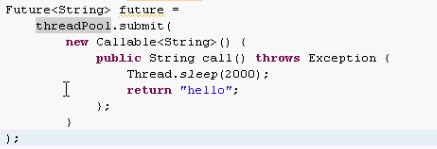 Future<String> future =
threadPool.submit(
new Callable<String>() {
public String call() throws Exception {
Thread.sleep(2000);
return "hello";
};
}
);